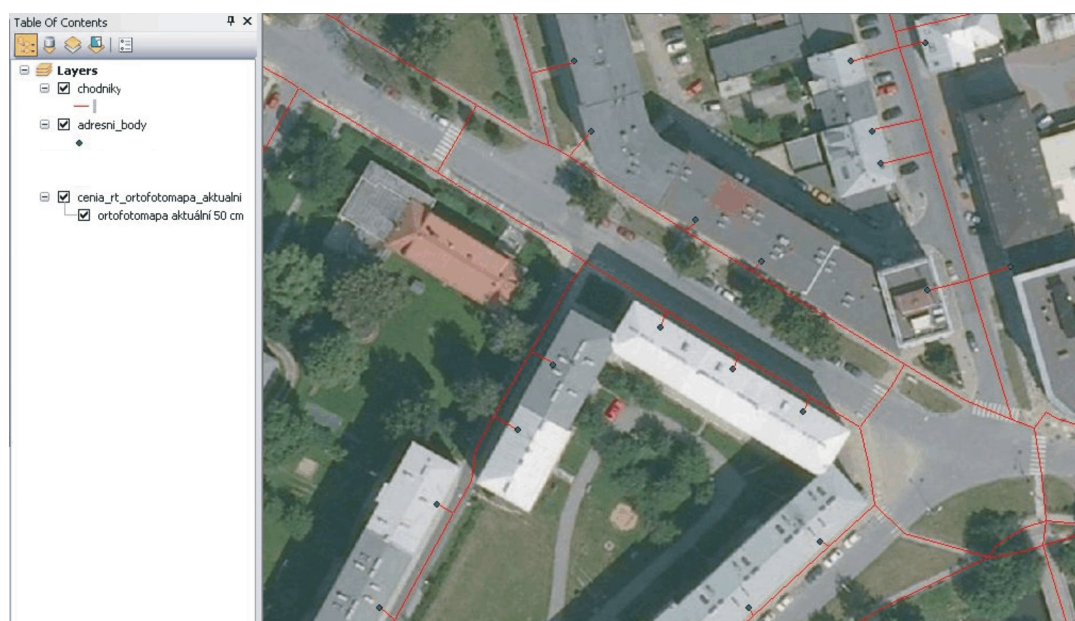 Table Of Contents
Layers
chodniky
adresni_body
cenia_rt_ortofotomapa_aktualni
ortofotomapa aktuální 50 cm